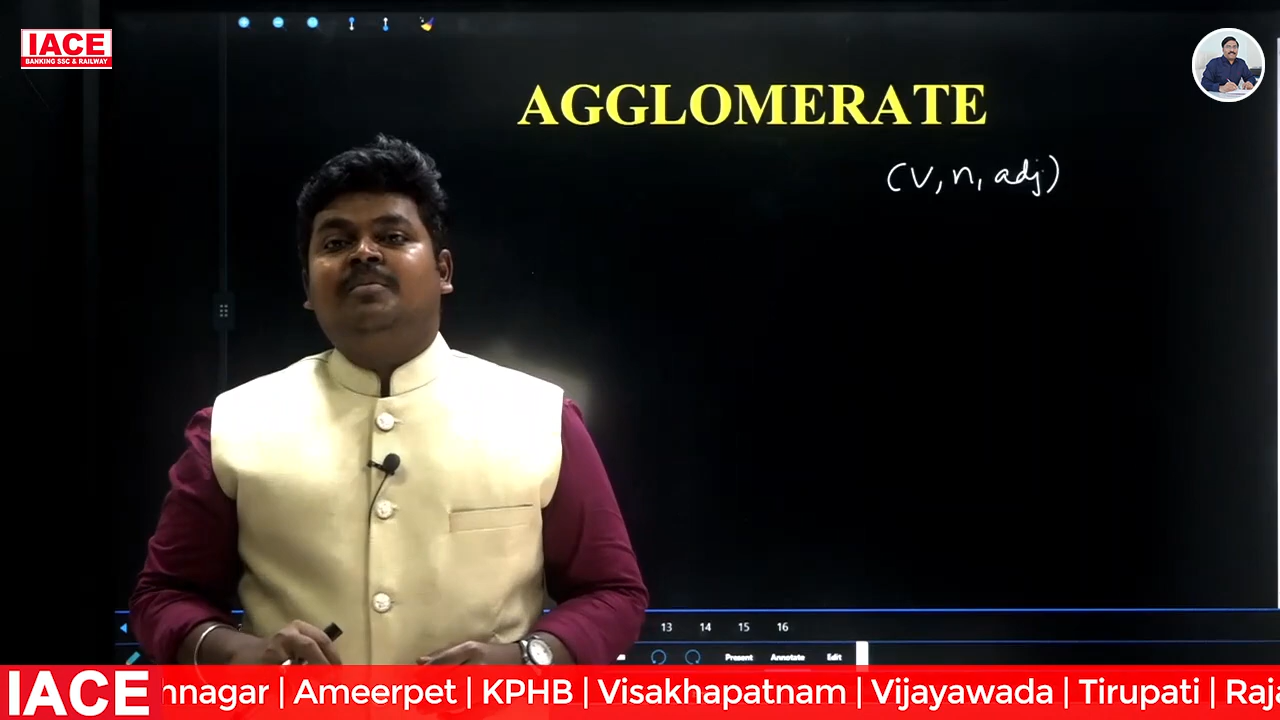 IACE
BANKING SSC & RAILWAY
AGGLOMERATE
(v, n, adj)
13 14 15 16
Present Annotate Edit
IACE nnagar | Ameerpet | KPHB | Visakhapatnam | Vijayawada | Tirupati | Raja